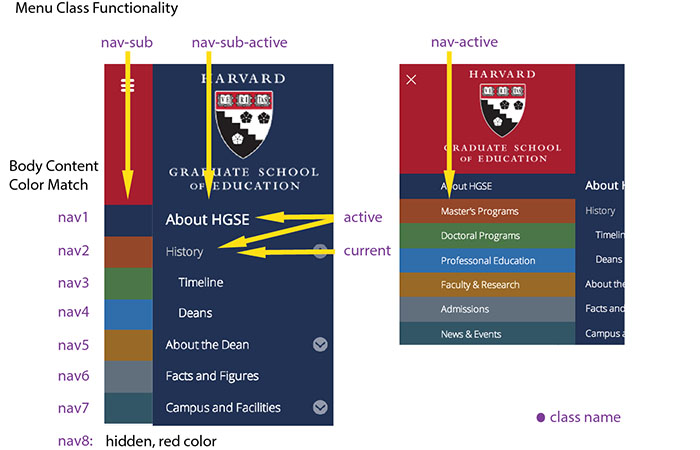 Menu Class Functionality
nav-sub
nav-sub-active
nav-active
HARVARD
VE RI TAS
GRADUATE SCHOOL
OF EDUCATION
HARVARD
VE RI TAS
GRADUATE SCHOOL
OF EDUCATION
Body Content
Color Match
nav1
nav2
nav3
nav4
nav5
nav6
nav7
nav8: hidden, red color
About HGSE
History
Timeline
Deans
About the Dean
Facts and Figures
Campus and Facilities
active
current
About HGSE
Master's Programs
Doctoral Programs
Professonal Education
Faculty & Research
Admissions
News & Events
About H
History
Timelin
Deans
About the
Facts and
Campus a
class name